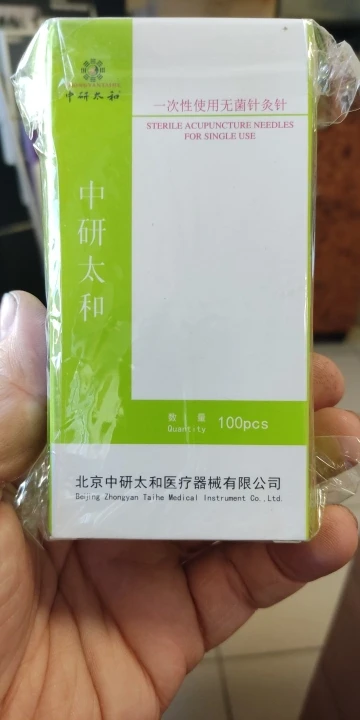 中研太和
一次性使用无菌针灸针
STERILE ACUPUNCTURE NEEDLES
FOR SINGLE USE
中研太和
数 量
Quantity
100pcs
北京中研太和医疗器械有限公司
Beijing Zhongyan Taihe Medical Instrument Co.,Ltd.